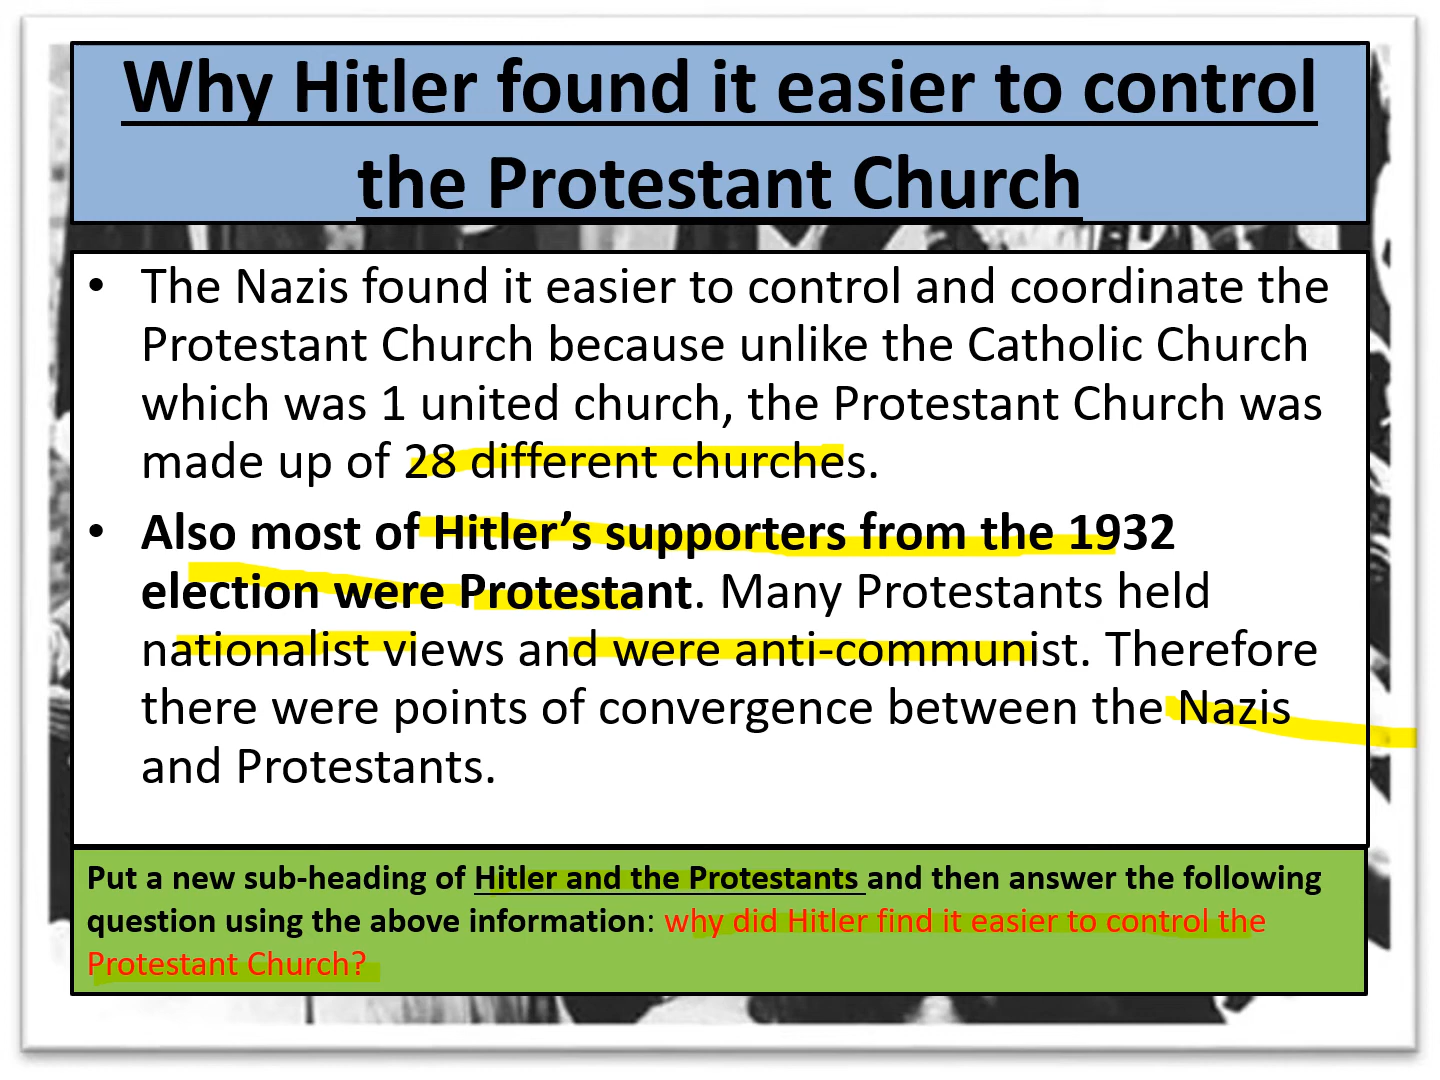 Why Hitler found it easier to control
the Protestant Church
• The Nazis found it easier to control and coordinate the
Protestant Church because unlike the Catholic Church
which was 1 united church, the Protestant Church was
made up of 28 different churches.
• Also most of Hitler’s supporters from the 1932
election were Protestant. Many Protestants held
nationalist views and were anti-communist. Therefore
there were points of convergence between the Nazis
and Protestants.
Put a new sub-heading of Hitler and the Protestants and then answer the following
question using the above information: why did Hitler find it easier to control the
Protestant Church?